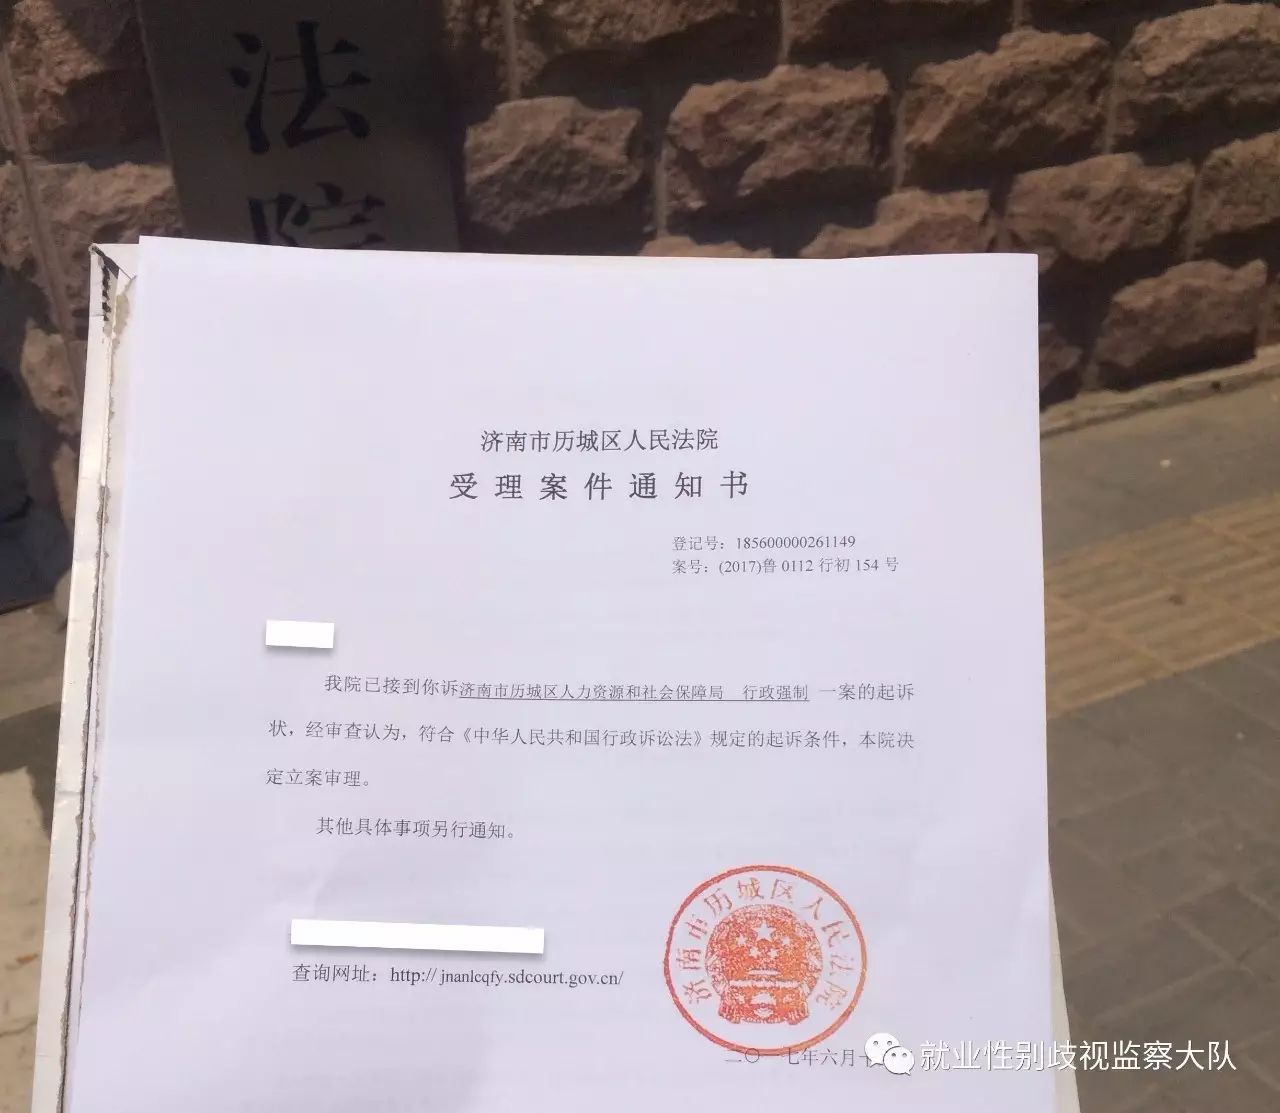 法
院
济南市历城区人民法院
受理案件通知书
登记号：185600000261149
案号：(2017)鲁 0112 行初 154 号
我院已接到你诉济南市历城区人力资源和社会保障局 行政强制 一案的起诉
状，经审查认为，符合《中华人民共和国行政诉讼法》规定的起诉条件，本院决
定立案审理。
其他具体事项另行通知。
济南市历城区人民法院
查询网址：http:// jnanlcqfy.sdcourt.gov.cn/
二〇一七年六月十
就业性别歧视监察大队